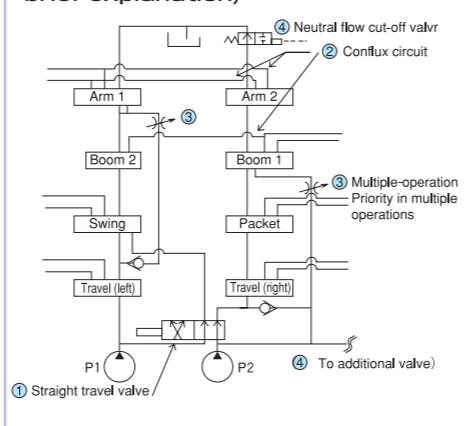 brief explanation)
④ Neutral flow cut-off valvr
② Conflux circuit
Arm 1
Arm 2
③
Boom 2
Boom 1
③ Multiple-operation
Priority in multiple
operations
Swing
Packet
Travel (left)
Travel (right)
P1
P2
④ To additional valve)
① Straight travel valve